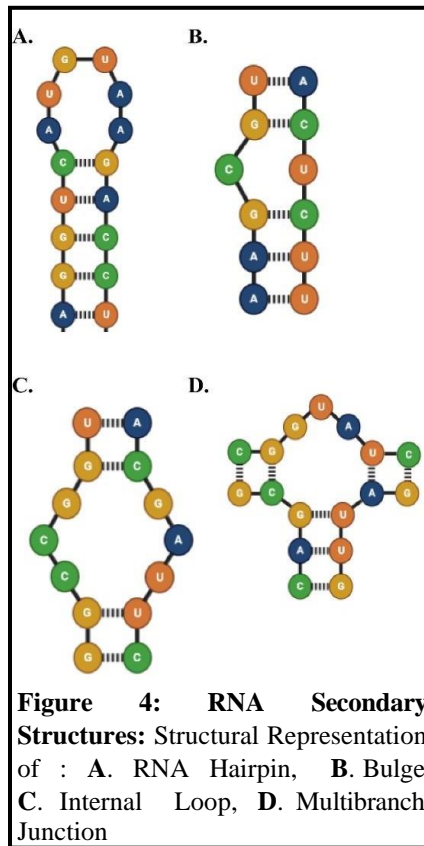 A.
G U
U A
A A
C G
U A
G C
G C
A U
B.
U A
G C
C U
G C
A U
A U
C.
U A
G C
G G
C A
C U
G U
G C
D.
U
G A
C G U C
G C A G
G U
A U
C G
Figure 4: RNA Secondary
Structures: Structural Representation
of : A. RNA Hairpin, B. Bulge
C. Internal Loop, D. Multibranch
Junction